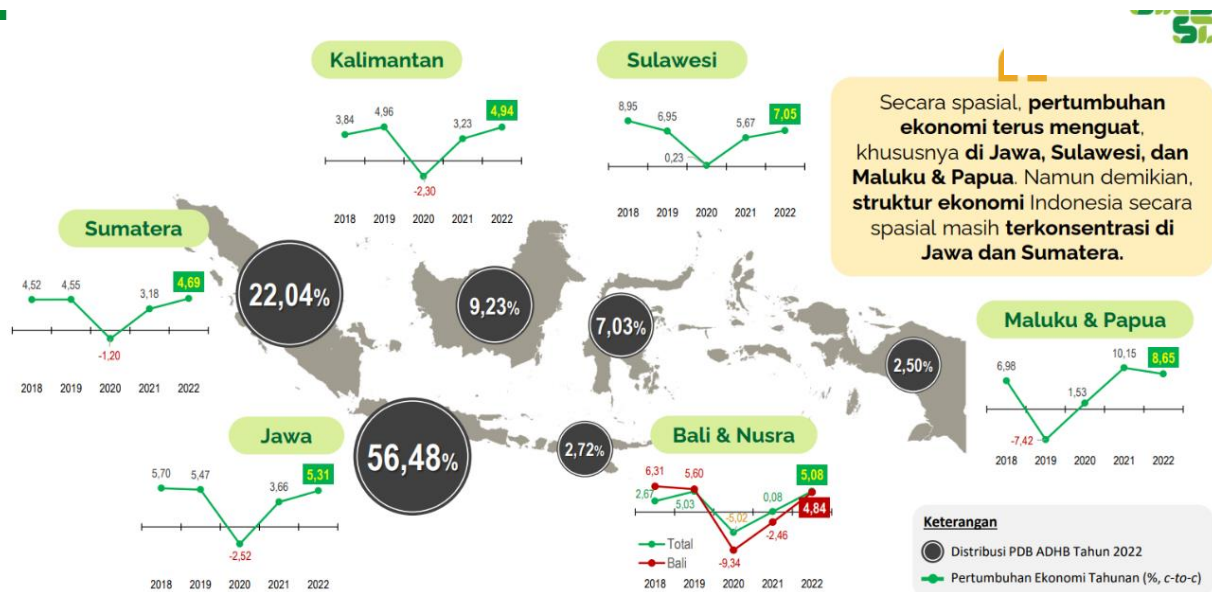 Kalimantan
3,84
4,96
-2,30
3,23
4,94
2018 2019 2020 2021 2022
Sulawesi
8,95
6,95
0,23
5,67
7,05
2018 2019 2020 2021 2022
Secara spasial, pertumbuhan
ekonomi terus menguat,
khususnya di Jawa, Sulawesi, dan
Maluku & Papua. Namun demikian,
struktur ekonomi Indonesia secara
spasial masih terkonsentrasi di
Jawa dan Sumatera.
Sumatera
4,52
4,55
-1,20
3,18
4,69
2018 2019 2020 2021 2022
22,04%
9,23%
7,03%
2,50%
Maluku & Papua
6,98
-7,42
1,53
10,15
8,65
2018 2019 2020 2021 2022
Jawa
5,70
5,47
-2,52
3,66
5,31
2018 2019 2020 2021 2022
56,48%
2,72%
Bali & Nusra
6,31
5,60
2,67
5,03
-5,02
0,08
5,08
4,84
-2,46
-9,34
Total
Bali
2018 2019 2020 2021 2022
Keterangan
Distribusi PDB ADHB Tahun 2022
Pertumbuhan Ekonomi Tahunan (%, c-to-c)